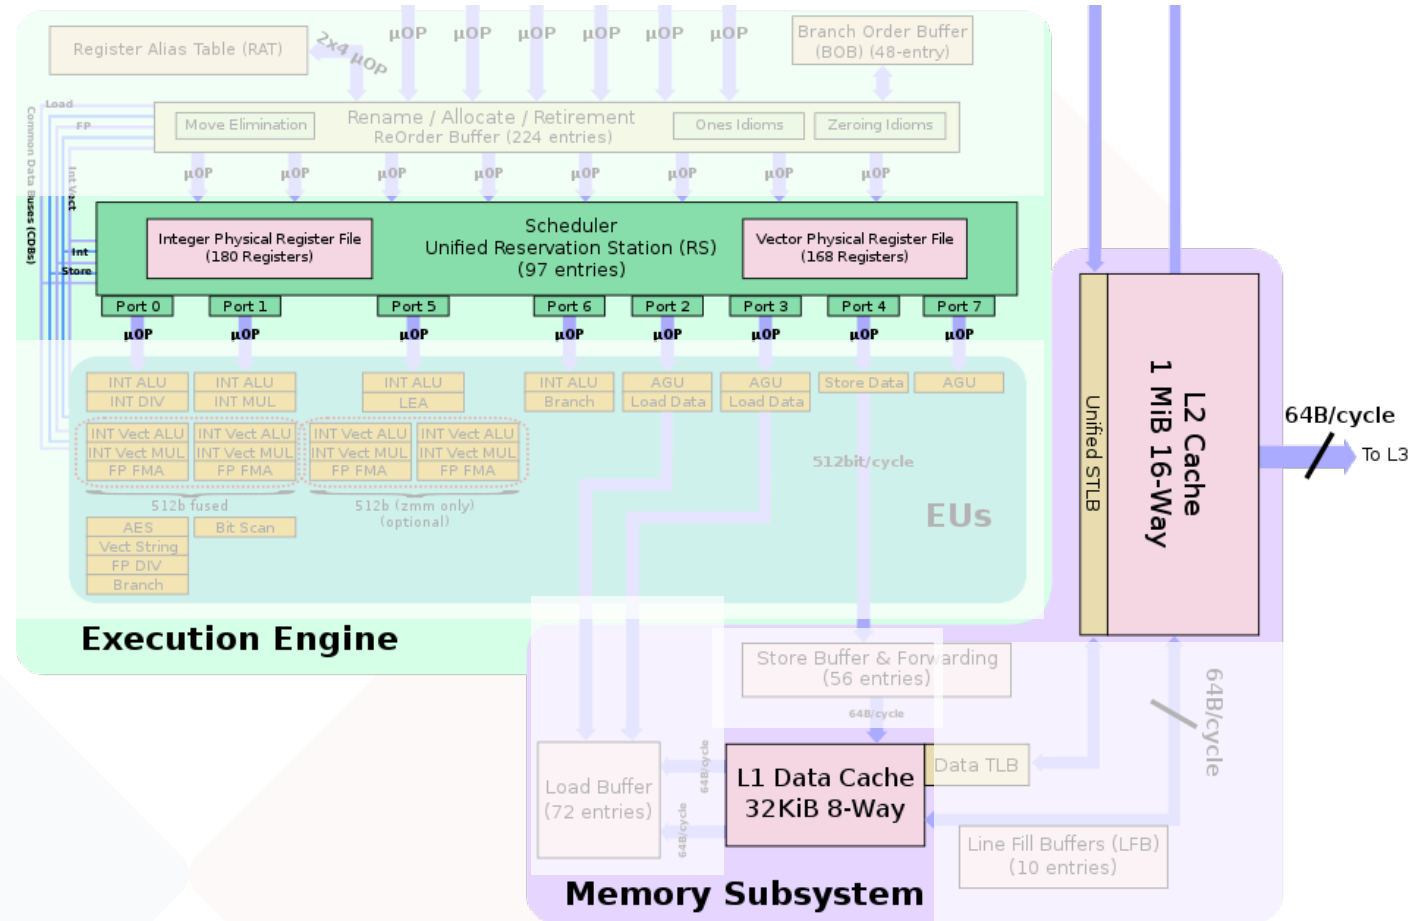 Register Alias Table (RAT)
2x4 µOP
µOP
µOP
µOP
µOP
µOP
µOP
Branch Order Buffer
(BOB) (48-entry)
Load
FP
Common Data Buses (CDBs)
Int Vect
Int
Store
Move Elimination
Rename / Allocate / Retirement
ReOrder Buffer (224 entries)
Ones Idioms
Zeroing Idioms
µOP
µOP
µOP
µOP
µOP
µOP
µOP
µOP
Integer Physical Register File
(180 Registers)
Scheduler
Unified Reservation Station (RS)
(97 entries)
Vector Physical Register File
(168 Registers)
Port 0
Port 1
Port 5
Port 6
Port 2
Port 3
Port 4
Port 7
µOP
µOP
µOP
µOP
µOP
µOP
µOP
µOP
INT ALU
INT DIV
INT ALU
INT MUL
INT ALU
LEA
INT ALU
Branch
AGU
Load Data
AGU
Load Data
Store Data
AGU
INT Vect ALU
INT Vect MUL
FP FMA
INT Vect ALU
INT Vect MUL
FP FMA
INT Vect ALU
INT Vect MUL
FP FMA
INT Vect ALU
INT Vect MUL
FP FMA
512b fused
512b (zmm only)
(optional)
512bit/cycle
EUs
AES
Vect String
FP DIV
Branch
Bit Scan
Execution Engine
Unified STLB
L2 Cache
1 MiB 16-Way
64B/cycle
To L3
Store Buffer & Forwarding
(56 entries)
64B/cycle
64B/cycle
Load Buffer
(72 entries)
64B/cycle
64B/cycle
L1 Data Cache
32KiB 8-Way
Data TLB
Line Fill Buffers (LFB)
(10 entries)
Memory Subsystem